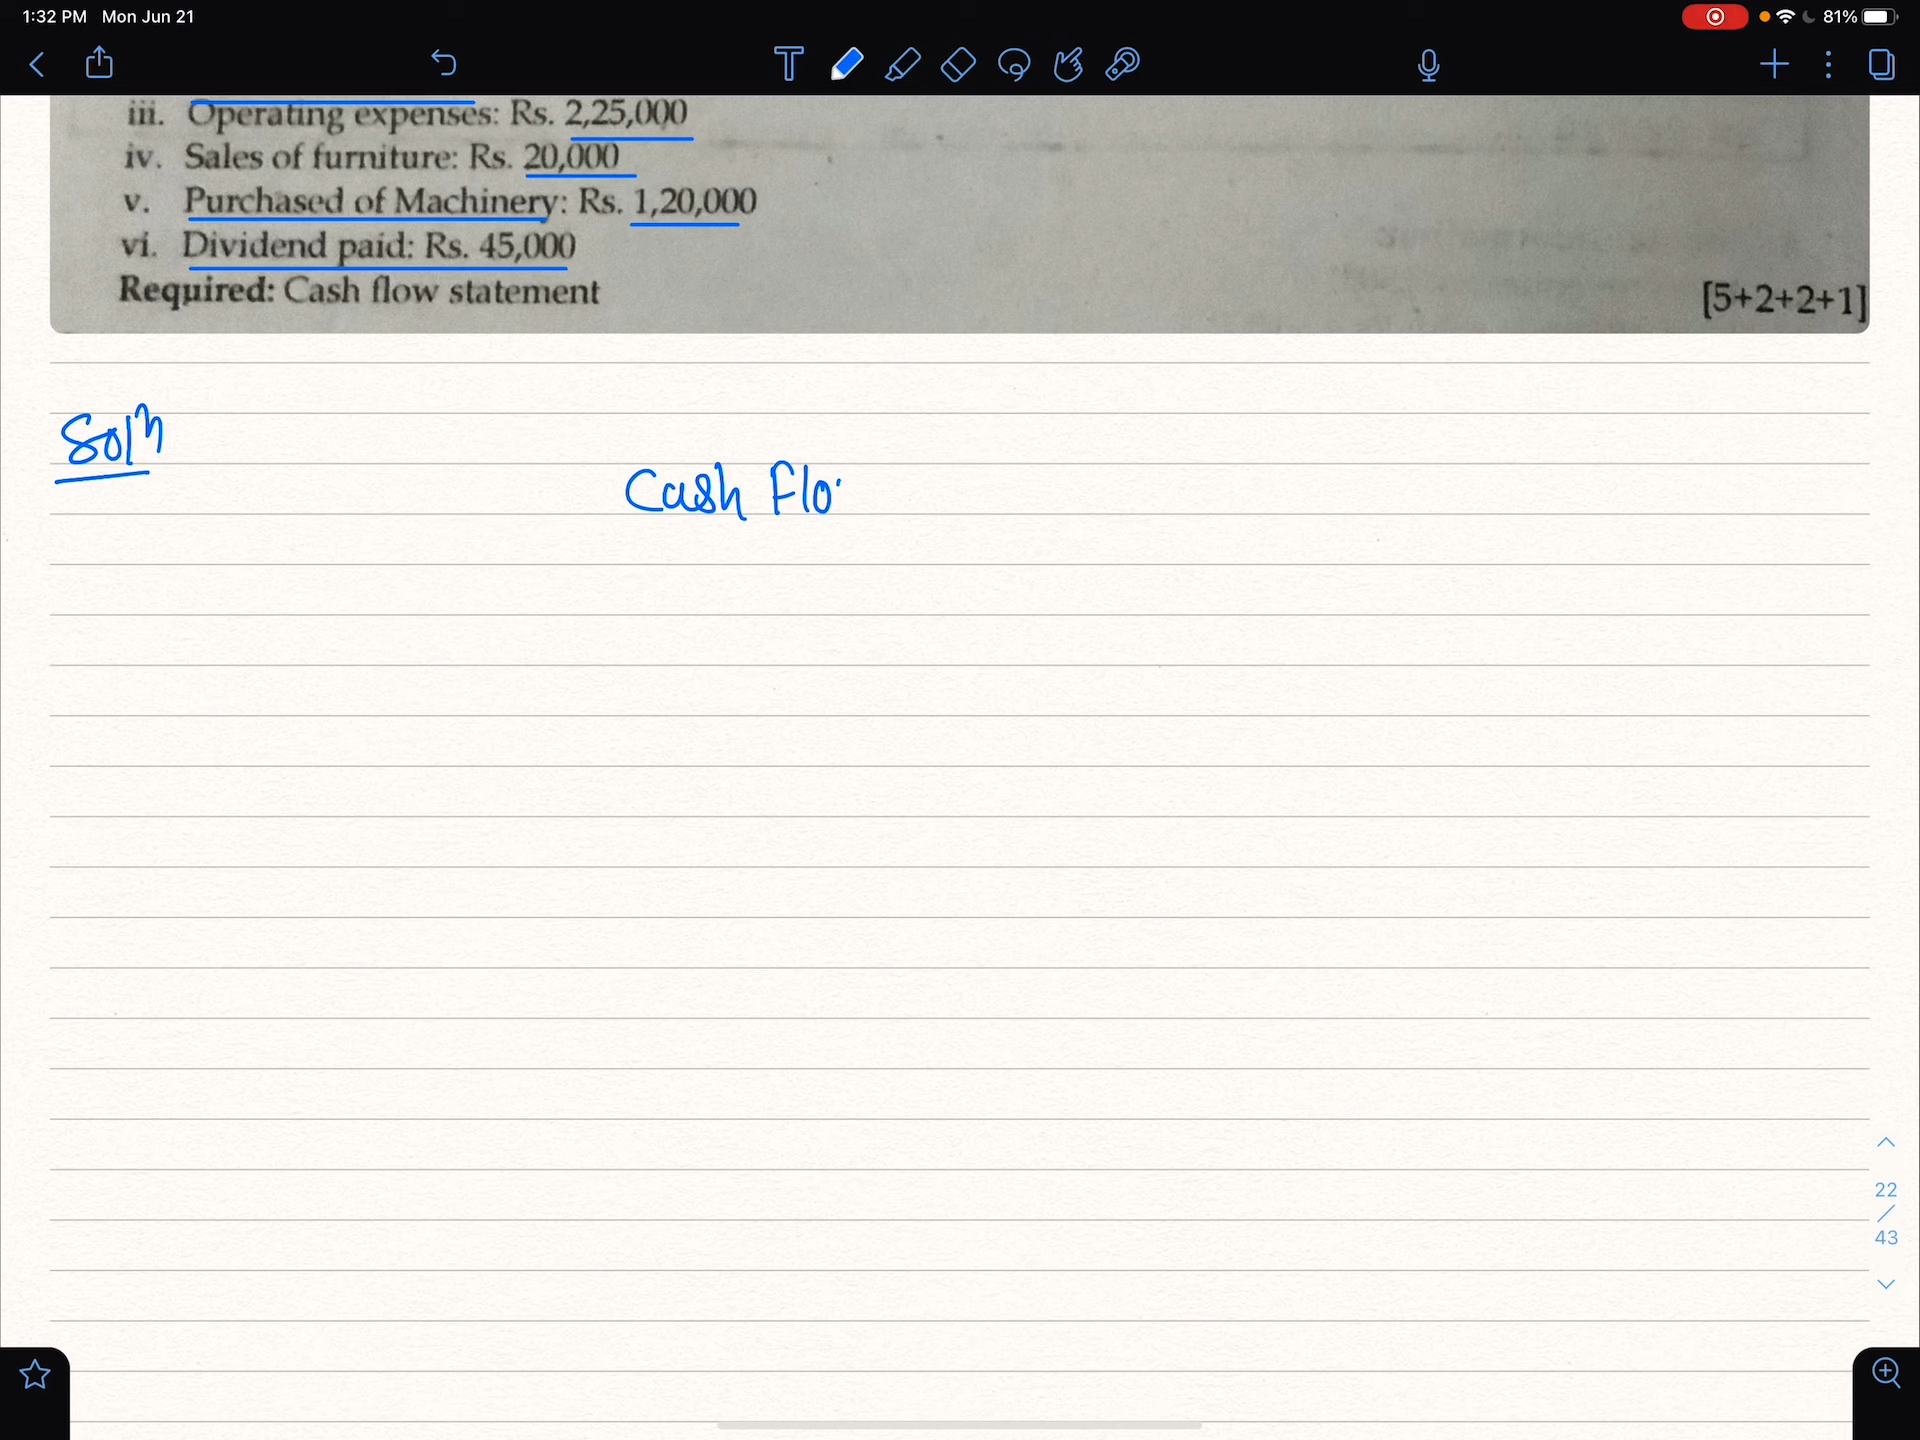 1:32 PM Mon Jun 21
81%
iii. Operating expenses: Rs. 2,25,000
iv. Sales of furniture: Rs. 20,000
v. Purchased of Machinery: Rs. 1,20,000
vi. Dividend paid: Rs. 45,000
Required: Cash flow statement
[5+2+2+1]
Solⁿ
Cash Flo
22
/
43